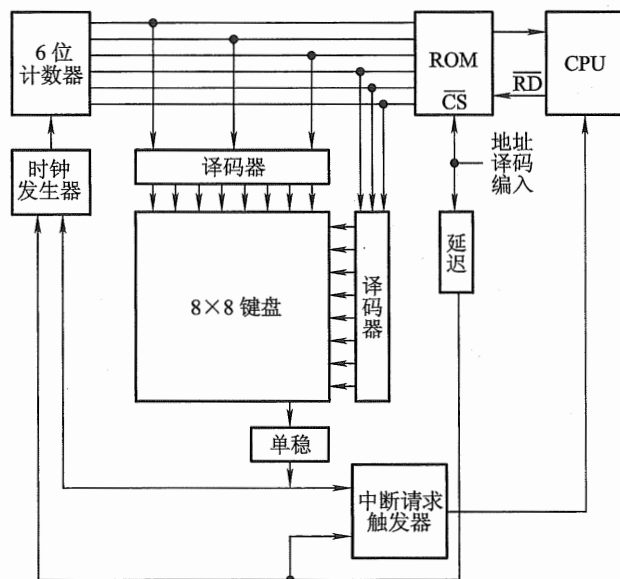 6位
计数器
ROM
CS
CPU
RD
时钟
发生器
译码器
地址
译码
编入
延迟
8×8 键盘
译码器
单稳
中断请求
触发器